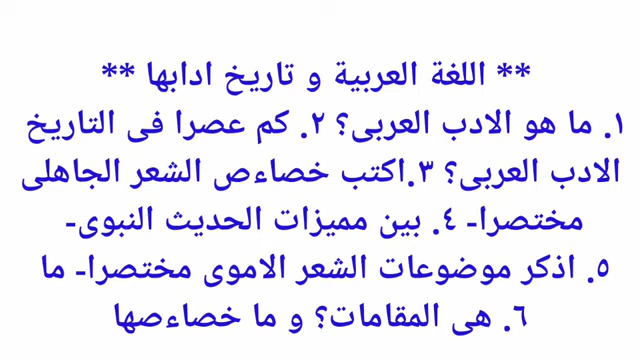 ** اللغة العربية و تاريخ ادابها **
١. ما هو الادب العربى؟ ٢. كم عصرا فى التاريخ
الادب العربى؟ ٣.اكتب خصاءص الشعر الجاهلى
مختصرا- ٤. بين مميزات الحديث النبوى-
٥. اذكر موضوعات الشعر الاموى مختصرا- ما
٦. هى المقامات؟ و ما خصاءصها